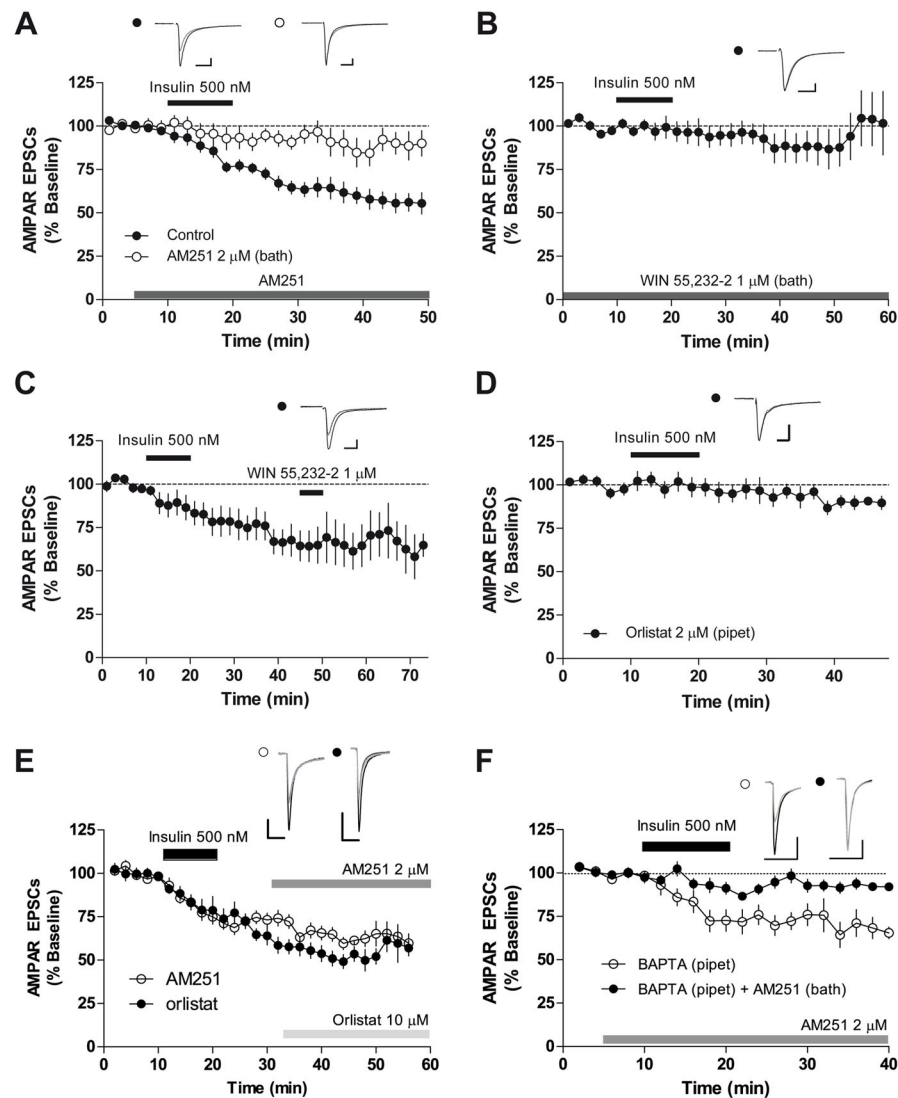 A
Insulin 500 nM
AMPAR EPSCs
(% Baseline)
125
100
75
50
25
0
Control
AM251 2 μM (bath)
AM251
0 10 20 30 40 50
Time (min)
B
Insulin 500 nM
AMPAR EPSCs
(% Baseline)
125
100
75
50
25
0
WIN 55,232-2 1 μM (bath)
0 10 20 30 40 50 60
Time (min)
C
Insulin 500 nM
WIN 55,232-2 1 μM
AMPAR EPSCs
(% Baseline)
125
100
75
50
25
0
0 10 20 30 40 50 60 70
Time (min)
D
Insulin 500 nM
AMPAR EPSCs
(% Baseline)
125
100
75
50
25
0
Orlistat 2 μM (pipet)
0 10 20 30 40
Time (min)
E
Insulin 500 nM
AM251 2 μM
AMPAR EPSCs
(% Baseline)
125
100
75
50
25
0
AM251
orlistat
Orlistat 10 μM
0 10 20 30 40 50 60
Time (min)
F
Insulin 500 nM
AMPAR EPSCs
(% Baseline)
125
100
75
50
25
0
BAPTA (pipet)
BAPTA (pipet) + AM251 (bath)
AM251 2 μM
0 10 20 30 40
Time (min)